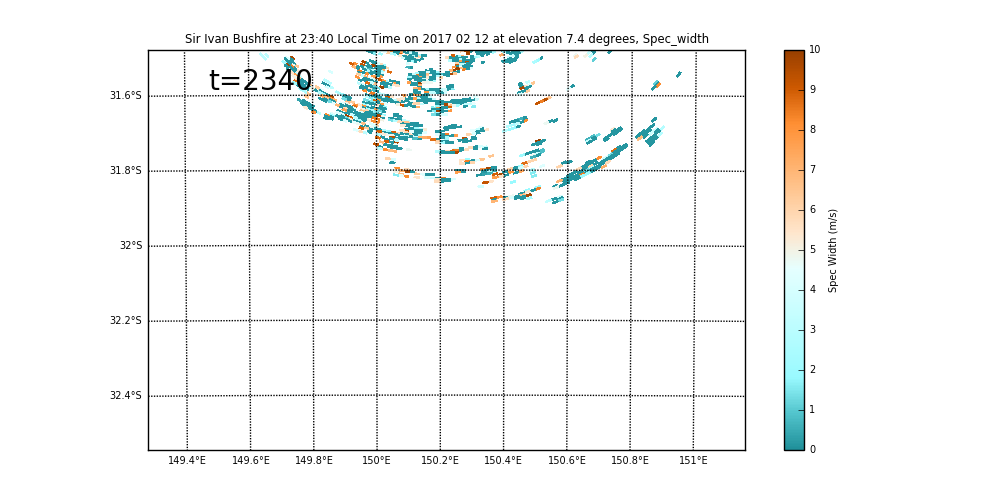 Sir Ivan Bushfire at 23:40 Local Time on 2017 02 12 at elevation 7.4 degrees, Spec_width
t=2340
31.6°S
31.8°S
32°S
32.2°S
32.4°S
149.4°E 149.6°E 149.8°E 150°E 150.2°E 150.4°E 150.6°E 150.8°E 151°E
10
9
8
7
6
5
4
3
2
1
0
Spec Width (m/s)